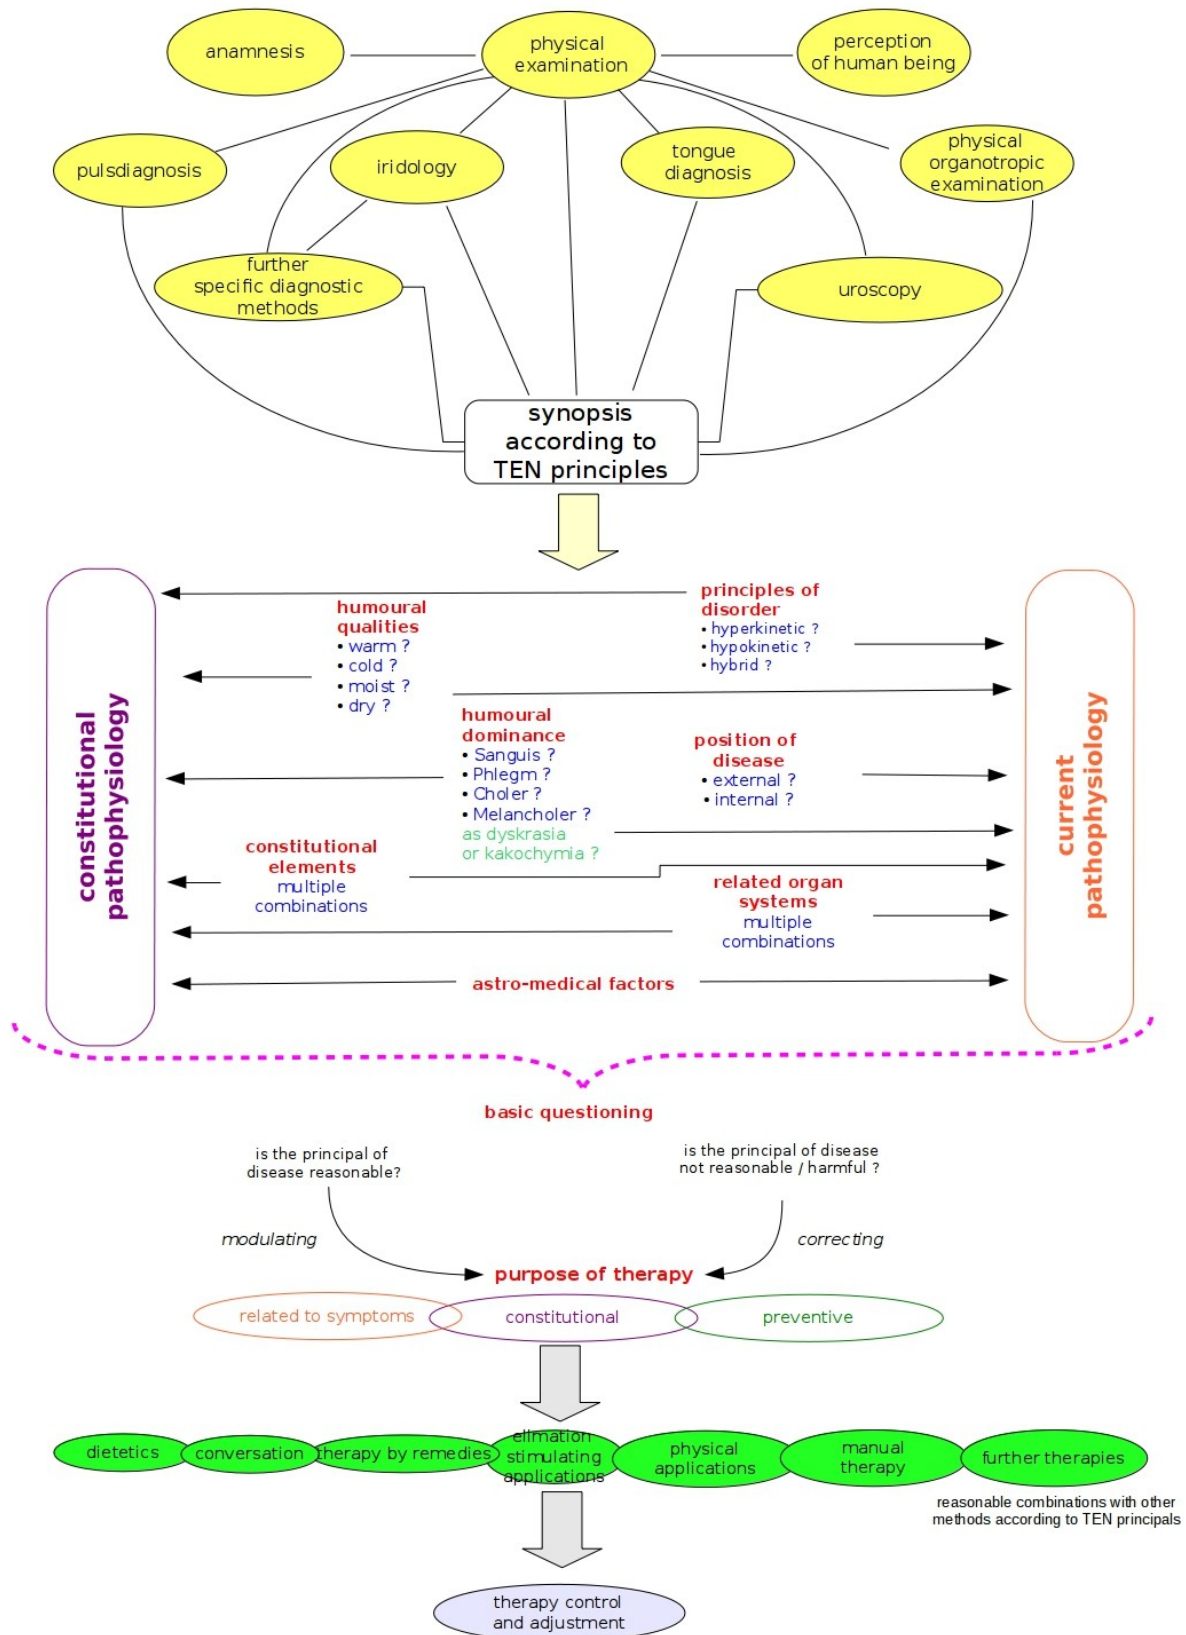 anamnesis
physical
examination
perception
of human being
pulsdiagnosis
iridology
tongue
diagnosis
physical
organotropic
examination
further
specific diagnostic
methods
uroscopy
synopsis
according to
TEN principles
constitutional
pathophysiology
principles of
disorder
• hyperkinetic ?
• hypokinetic ?
• hybrid ?
humoural
qualities
• warm ?
• cold ?
• moist ?
• dry ?
humoural
dominance
• Sanguis ?
• Phlegm ?
• Choler ?
• Melancholer ?
as dyskrasia
or kakochymia ?
position of
disease
• external ?
• internal ?
constitutional
elements
multiple
combinations
related organ
systems
multiple
combinations
astro-medical factors
current
pathophysiology
basic questioning
is the principal of
disease reasonable?
is the principal of disease
not reasonable / harmful ?
modulating
correcting
purpose of therapy
related to symptoms
constitutional
preventive
dietetics
conversation
therapy by remedies
elimation
stimulating
applications
physical
applications
manual
therapy
further therapies
reasonable combinations with other
methods according to TEN principals
therapy control
and adjustment